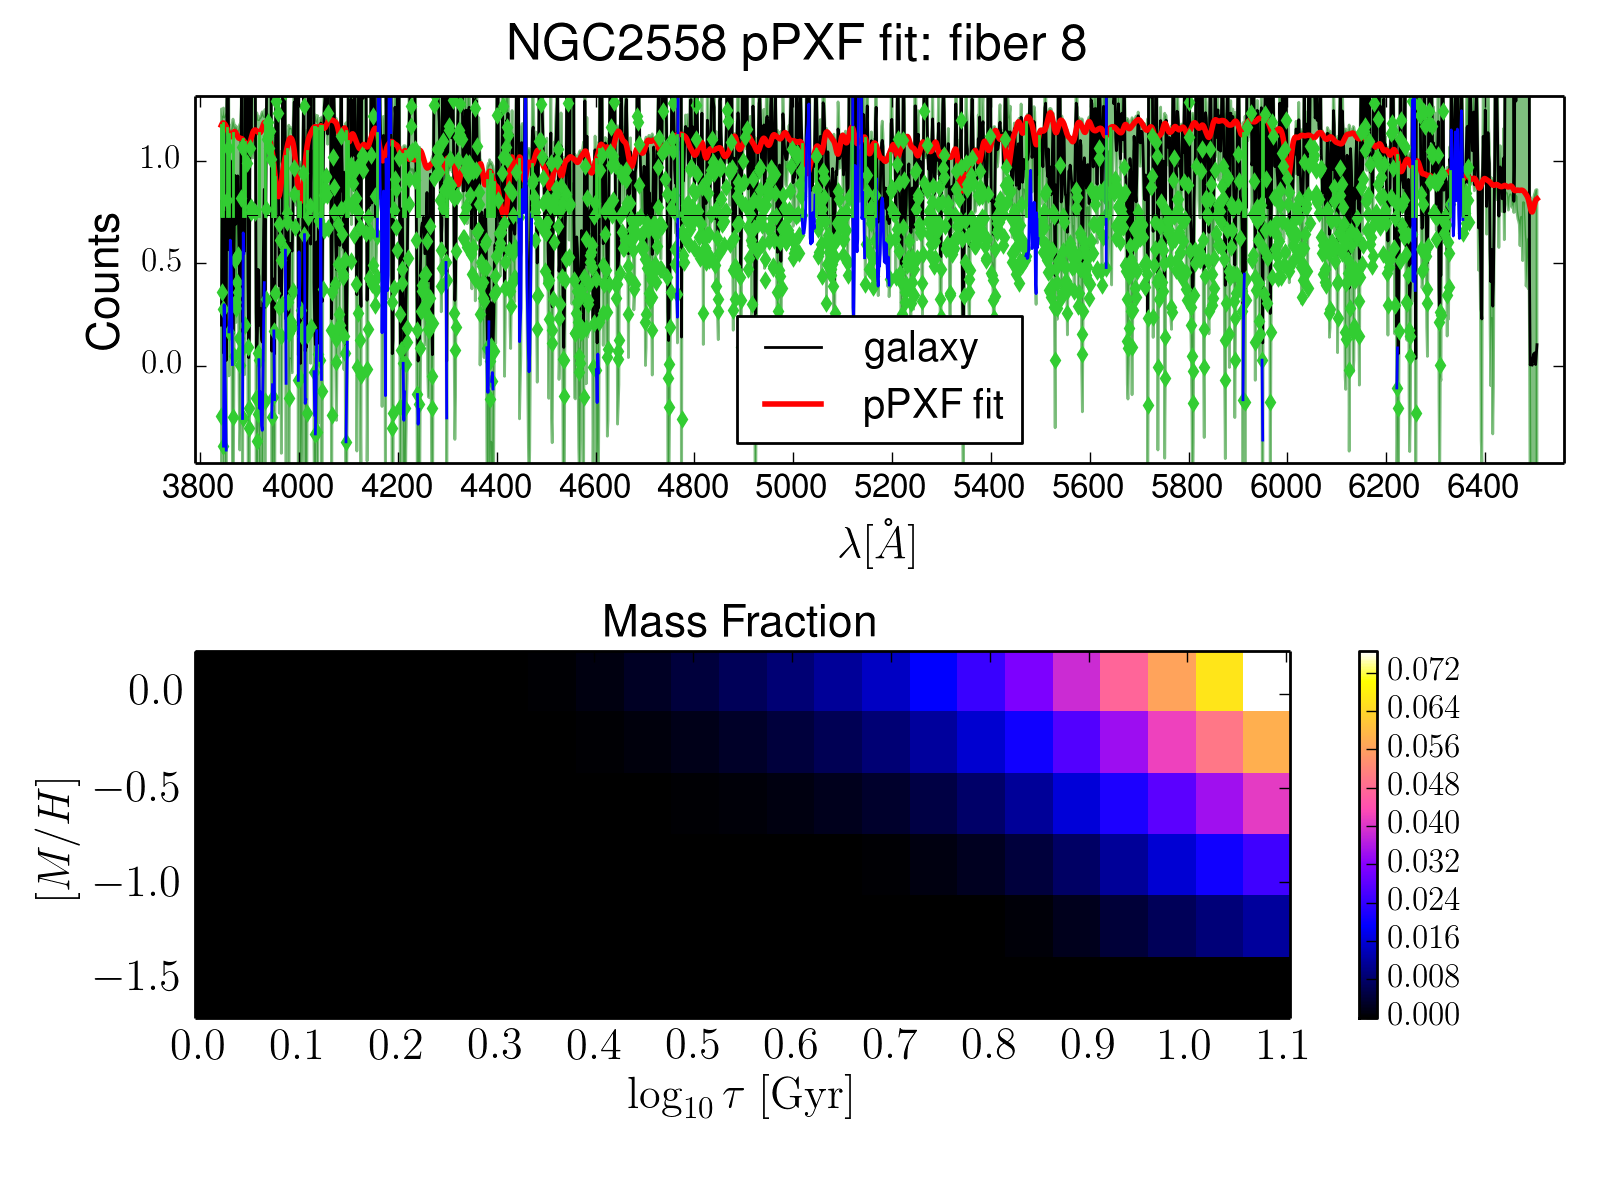 NGC2558 pPXF fit: fiber 8
Counts
1.0
0.5
0.0
galaxy
pPXF fit
3800 4000 4200 4400 4600 4800 5000 5200 5400 5600 5800 6000 6200 6400
λ[Å]
Mass Fraction
[M/H]
0.0
−0.5
−1.0
−1.5
0.0 0.1 0.2 0.3 0.4 0.5 0.6 0.7 0.8 0.9 1.0 1.1
log₁₀ τ [Gyr]
0.072
0.064
0.056
0.048
0.040
0.032
0.024
0.016
0.008
0.000